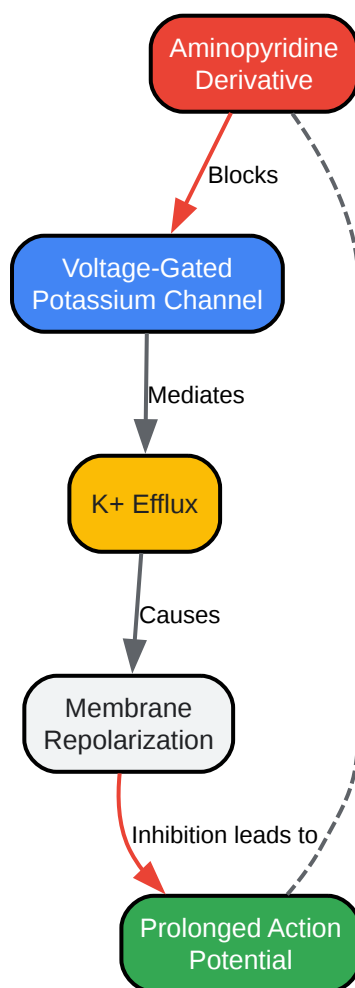 Aminopyridine
Derivative
Blocks
Voltage-Gated
Potassium Channel
Mediates
K+ Efflux
Causes
Membrane
Repolarization
Inhibition leads to
Prolonged Action
Potential